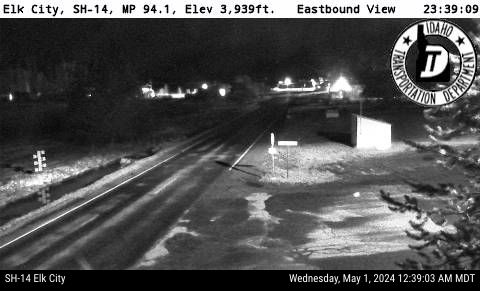 Elk City, SH-14, MP 94.1, Elev 3,939ft. Eastbound View 23:39:09
IDAHO
TRANSPORTATION DEPARTMENT
SH-14 Elk City Wednesday, May 1, 2024 12:39:03 AM MDT